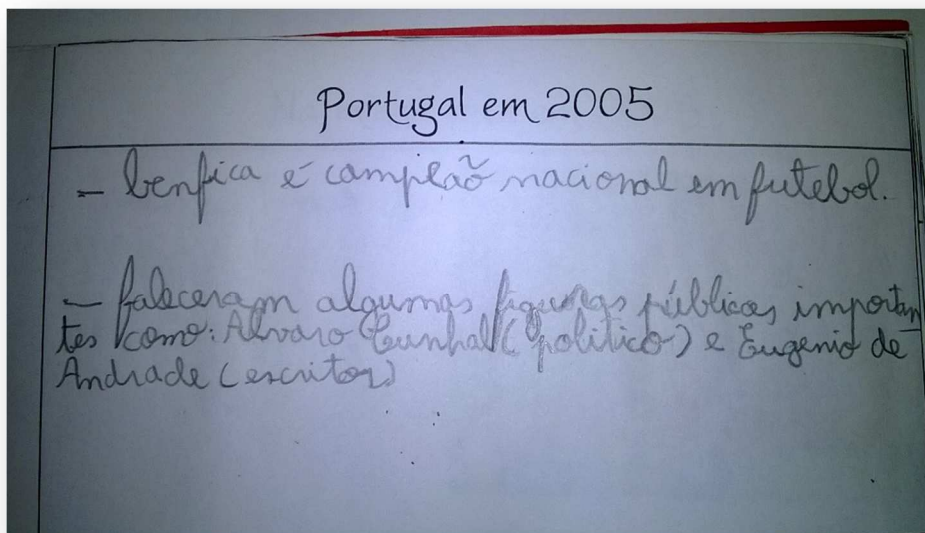 Portugal em 2005
- benfica é campeão nacional em futebol.
- faleceram algumas figuras públicas importan
tes como: Alvaro Cunhal (politico) e Eugenio de
Andrade (escritor)